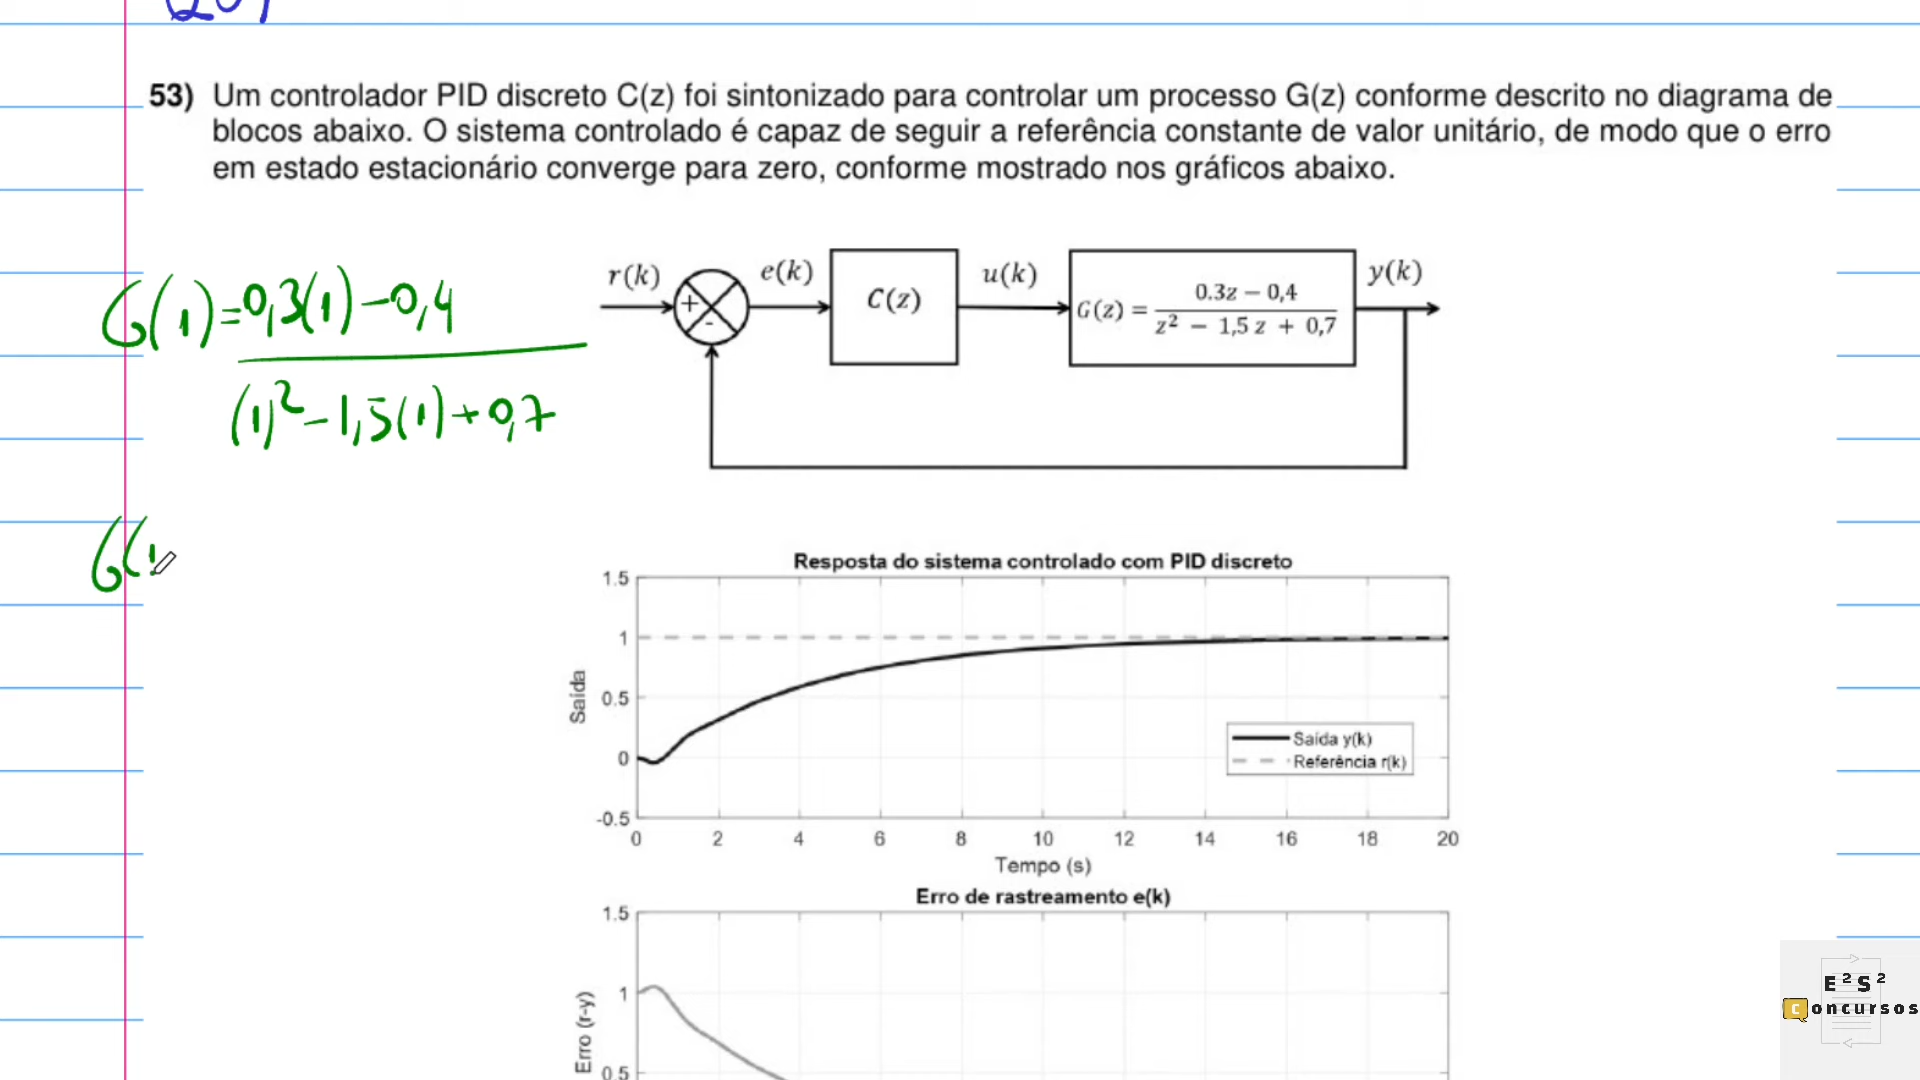 53) Um controlador PID discreto C(z) foi sintonizado para controlar um processo G(z) conforme descrito no diagrama de
blocos abaixo. O sistema controlado é capaz de seguir a referência constante de valor unitário, de modo que o erro
em estado estacionário converge para zero, conforme mostrado nos gráficos abaixo.
r(k)
+
-
e(k)
C(z)
u(k)
G(z) = 0.3z − 0,4
z² − 1,5 z + 0,7
y(k)
G(1)=0,3(1)-0,4
(1)²-1,5(1)+0,7
G(1
Resposta do sistema controlado com PID discreto
1.5
1
0.5
0
-0.5
Saída
Saída y(k)
Referência r(k)
0 2 4 6 8 10 12 14 16 18 20
Tempo (s)
Erro de rastreamento e(k)
1.5
1
0.5
Erro (r-y)
E²S²
Concursos